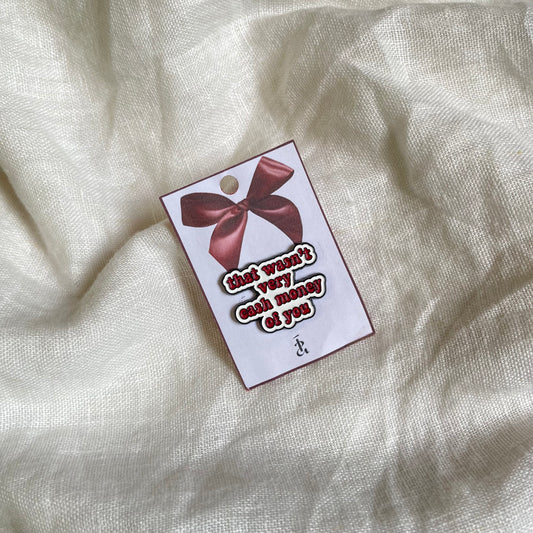 that wasn't
very
cash money
of you